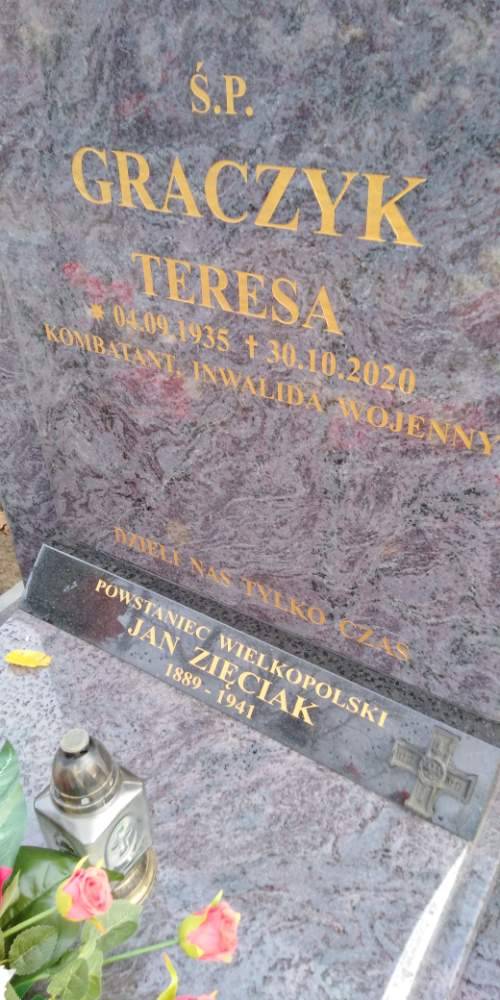 Ś.P.
GRACZYK
TERESA
* 04.09.1935 † 30.10.2020
KOMBATANT, INWALIDA WOJENNY
DZIELI NAS TYLKO CZAS
POWSTANIEC WIELKOPOLSKI
JAN ZIĘCIAK
1889 - 1941